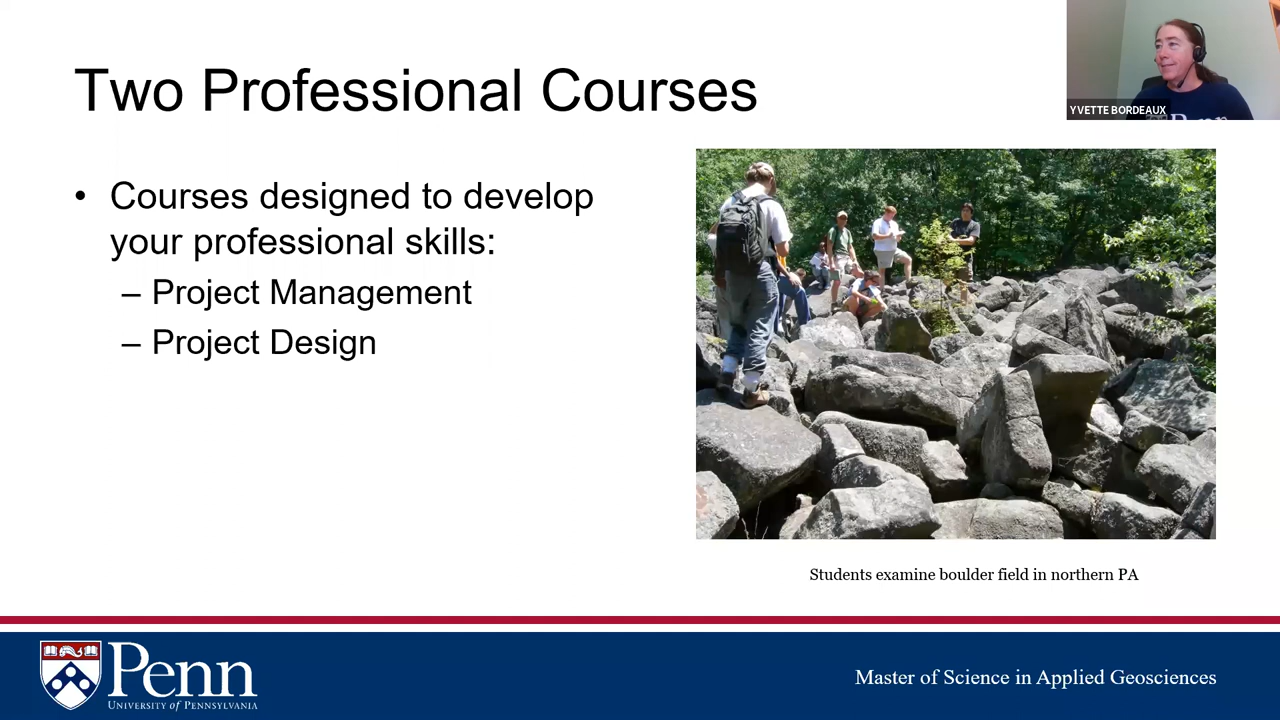 Two Professional Courses
YVETTE BORDEAUX
Penn
• Courses designed to develop
your professional skills:
– Project Management
– Project Design
Students examine boulder field in northern PA
Penn
UNIVERSITY of PENNSYLVANIA
Master of Science in Applied Geosciences